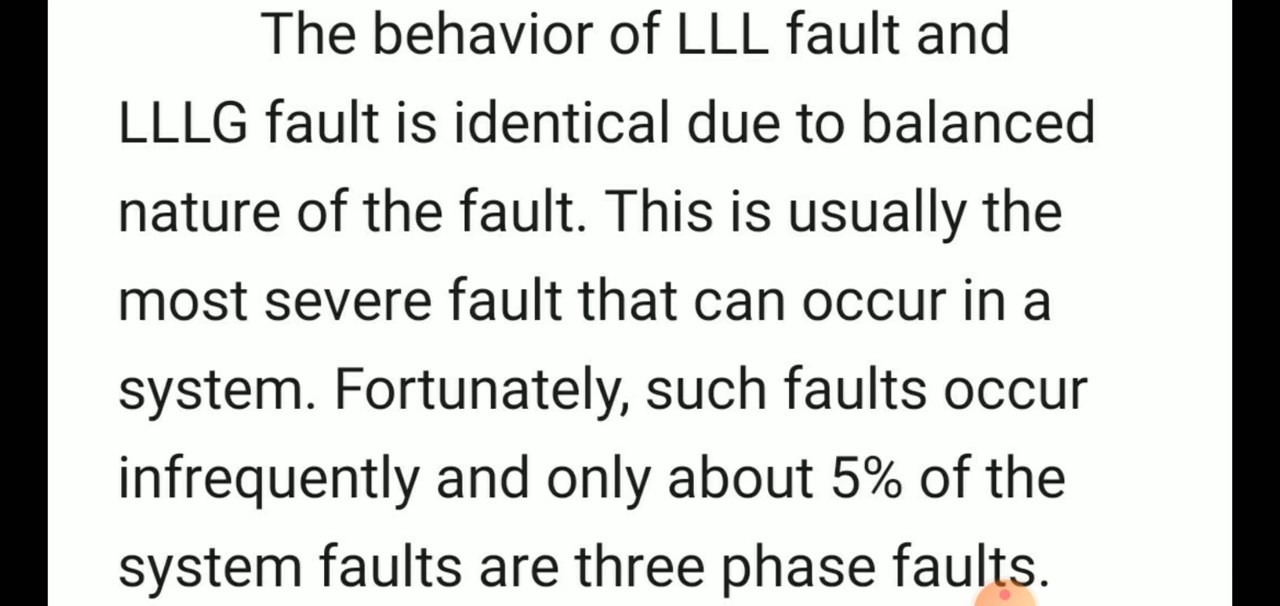 The behavior of LLL fault and
LLLG fault is identical due to balanced
nature of the fault. This is usually the
most severe fault that can occur in a
system. Fortunately, such faults occur
infrequently and only about 5% of the
system faults are three phase faults.